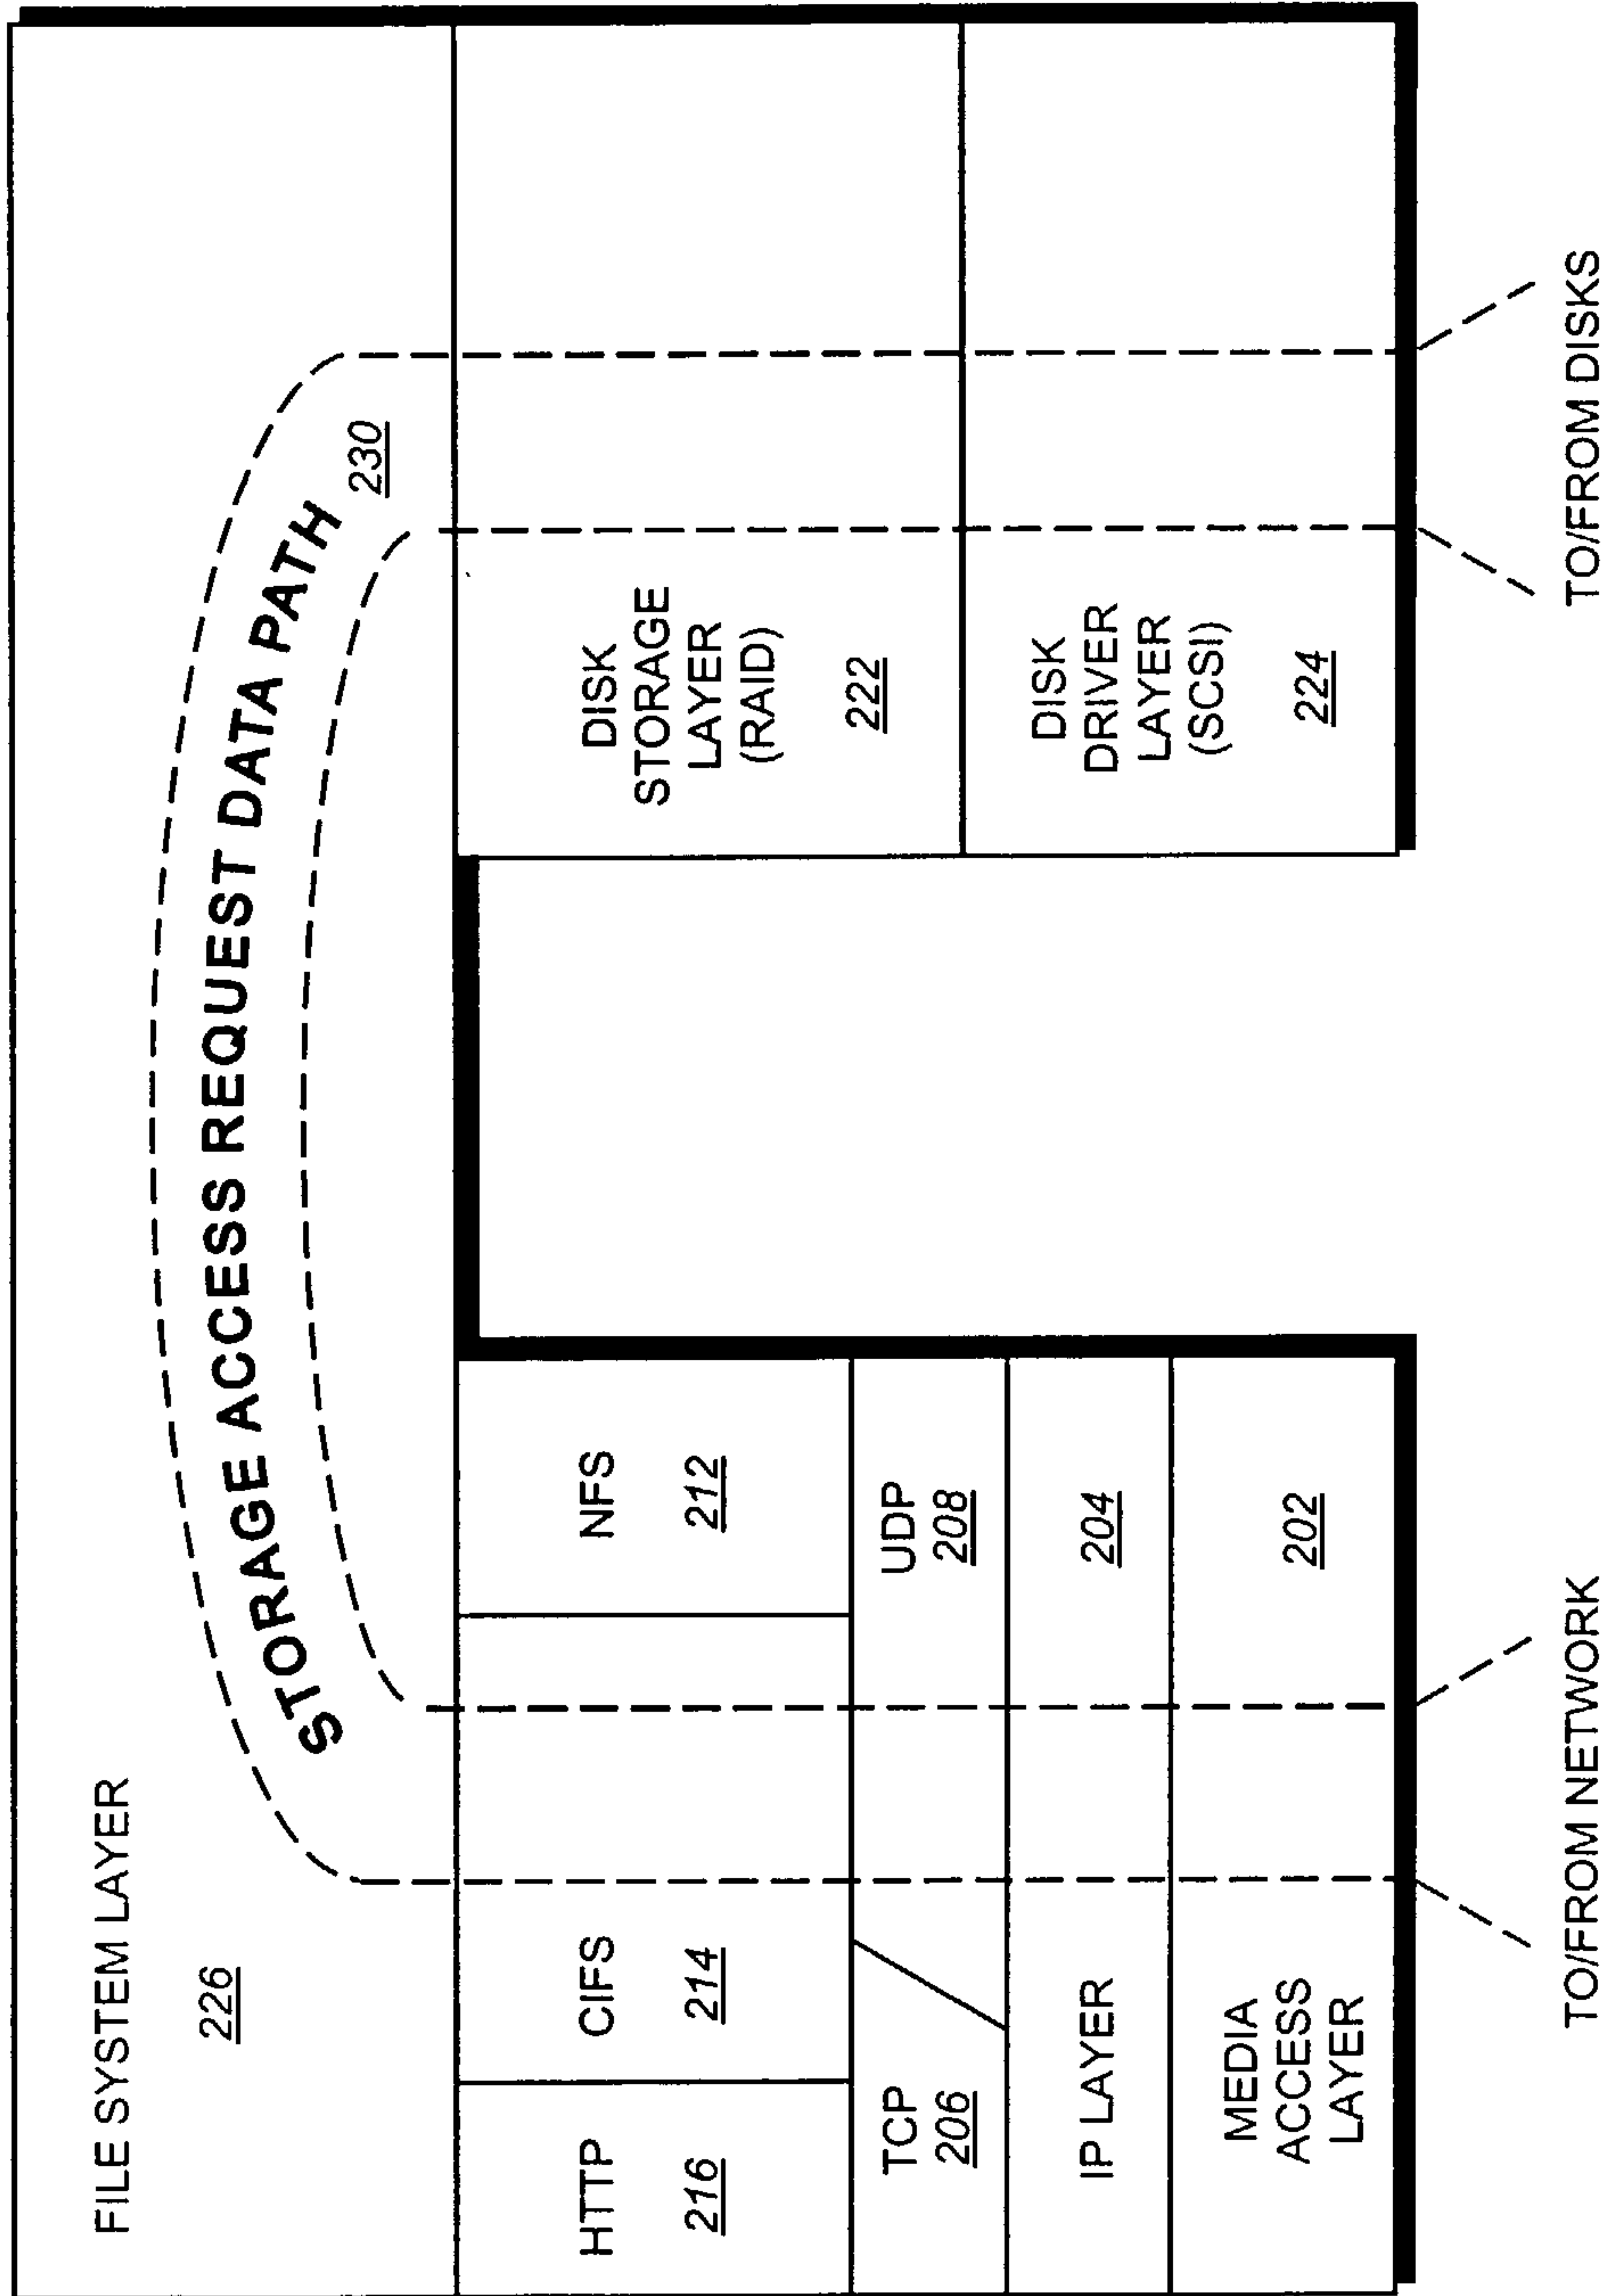 FILE SYSTEM LAYER
226
STORAGE ACCESS REQUEST DATA PATH
230
HTTP
216
CIFS
214
NFS
212
TCP
206
UDP
208
IP LAYER
204
MEDIA
ACCESS
LAYER
202
DISK
STORAGE
LAYER
(RAID)
222
DISK
DRIVER
LAYER
(SCSI)
224
TO/FROM NETWORK
TO/FROM DISKS